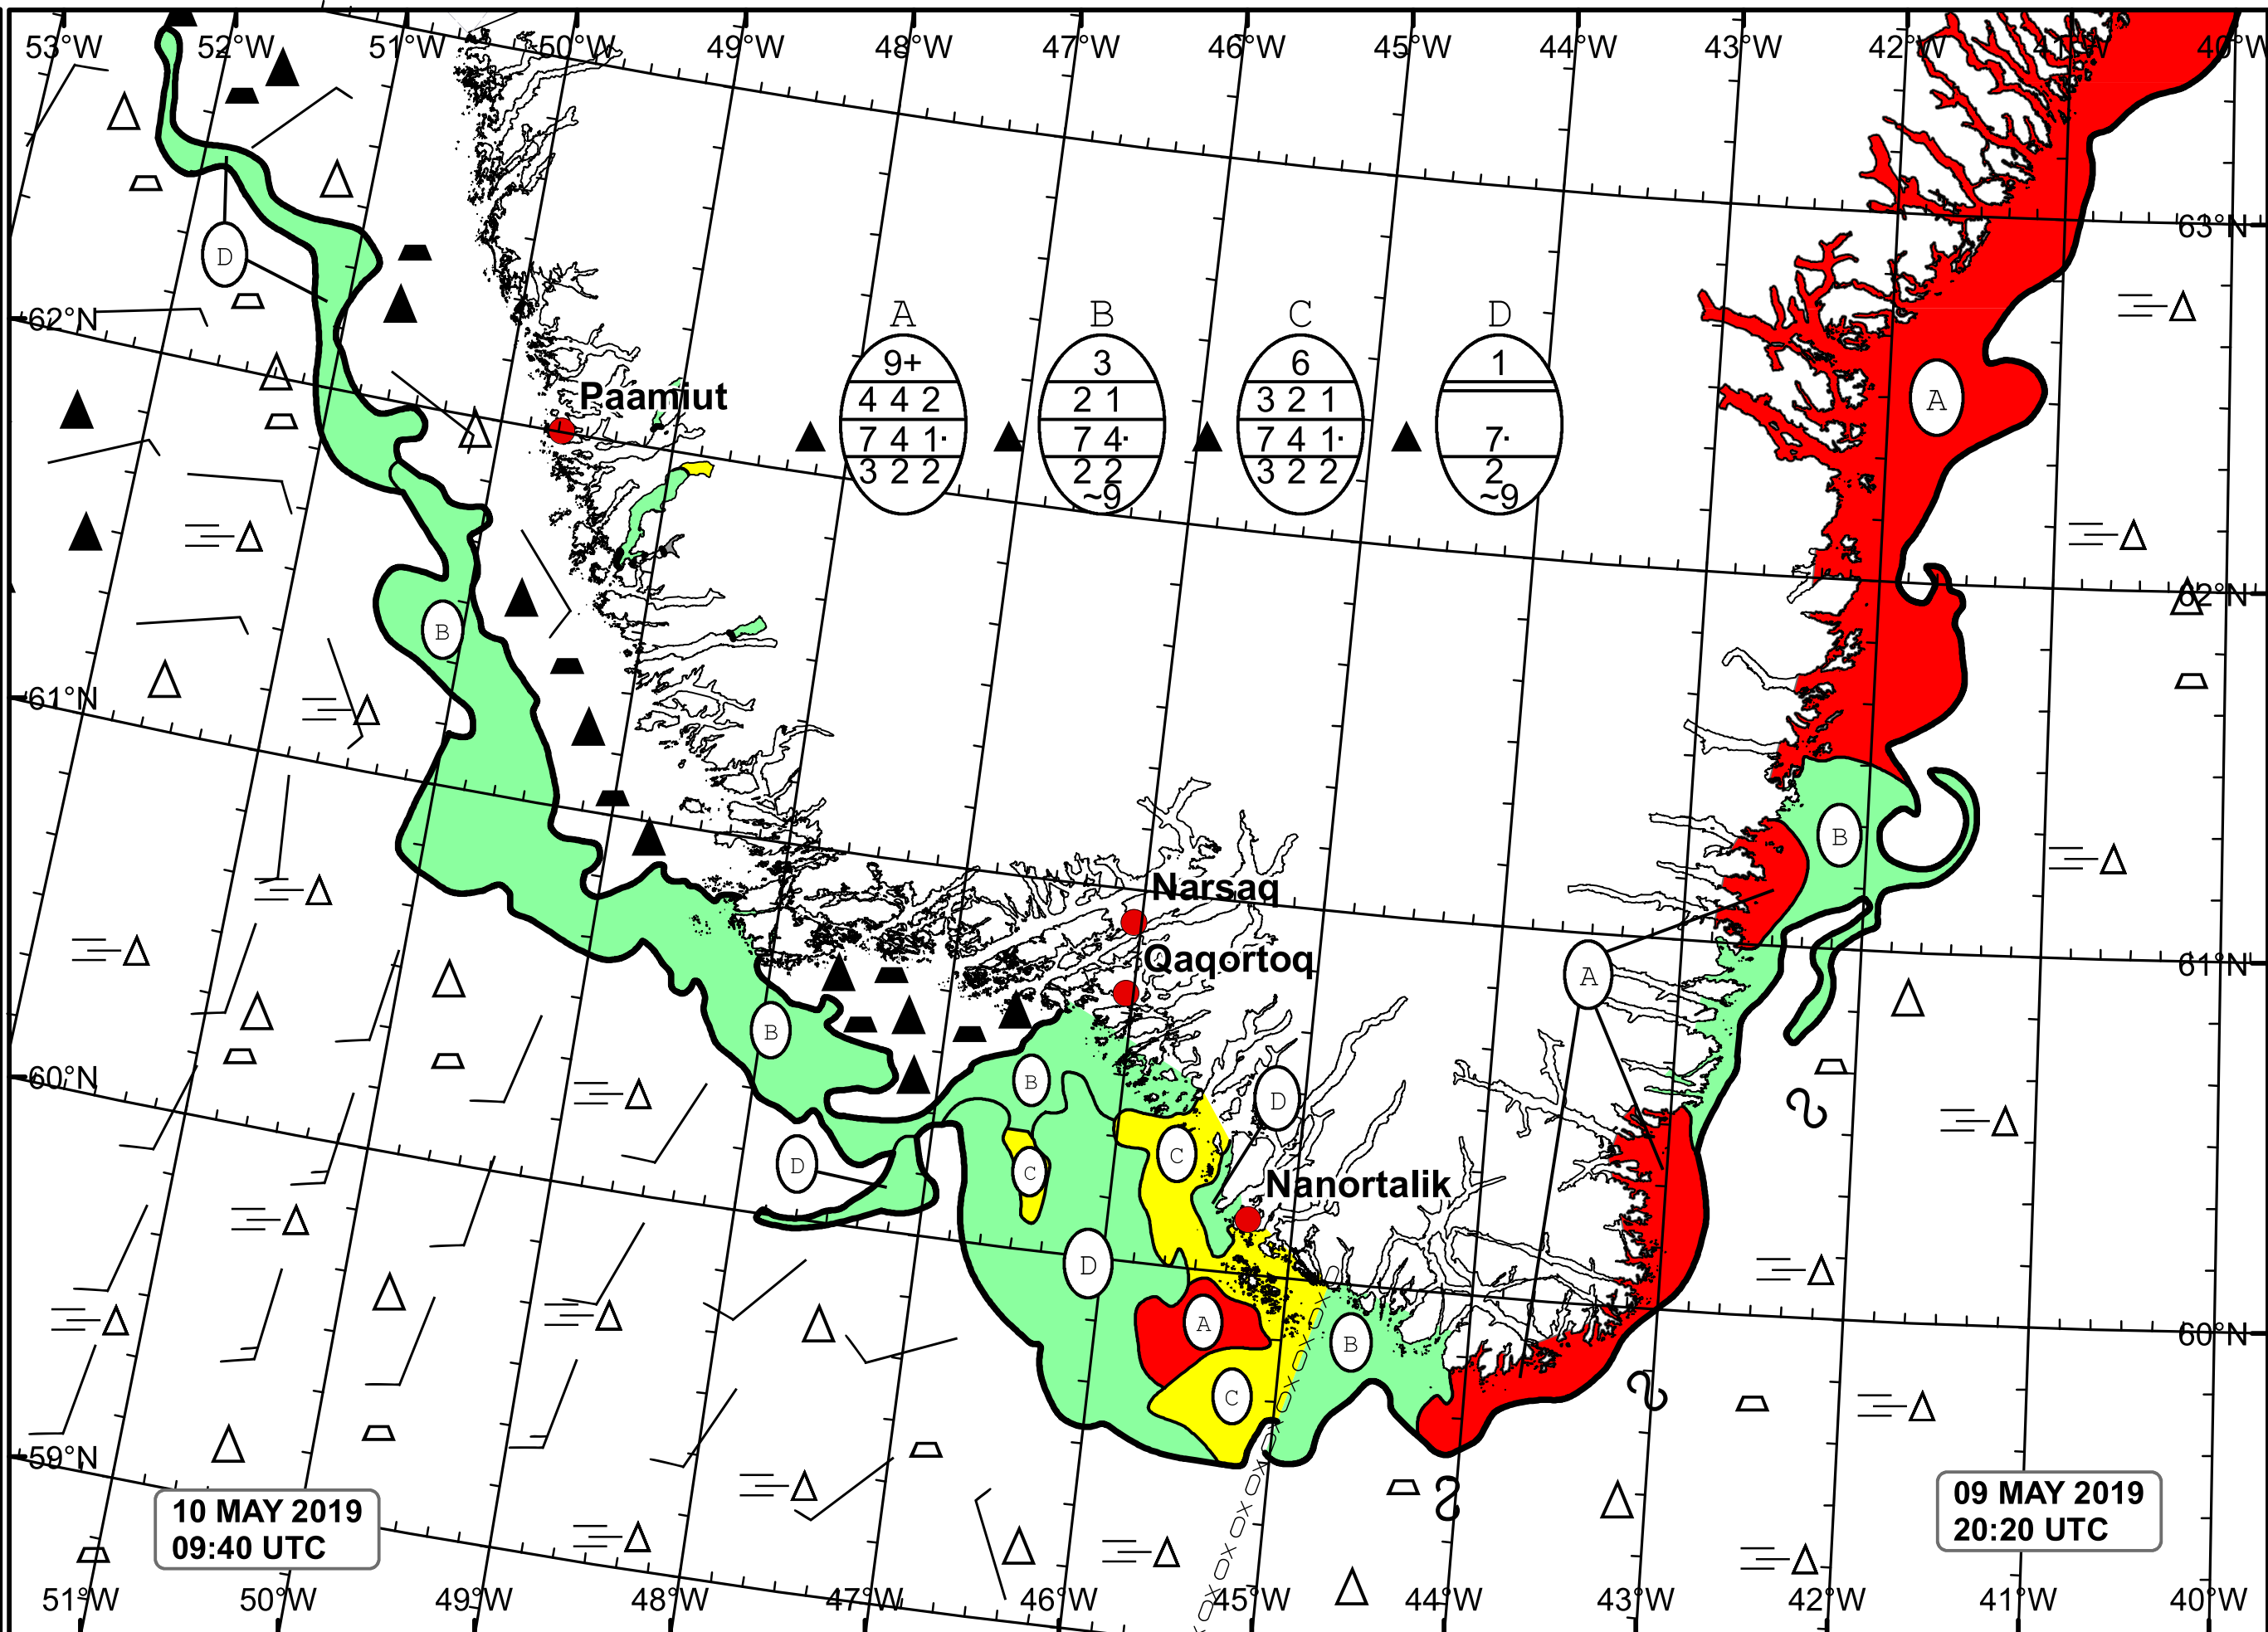 53°W 52°W 51°W 50°W 49°W 48°W 47°W 46°W 45°W 44°W 43°W 42°W 41°W 40°W
63°N
D
62°N
A B C D
9+ 3 6 1
4 4 2 2 1 3 2 1
7 4 1· 7 4· 7 4 1· 7·
3 2 2 2 2 3 2 2 2
~9 ~9
A
Paamiut
62°N
B
61°N
B
Narsaq
Qaqortoq
61°N
A
B
B
60°N
D
C
D
C
Nanortalik
D
A
B
60°N
C
59°N
10 MAY 2019
09:40 UTC
09 MAY 2019
20:20 UTC
51°W 50°W 49°W 48°W 47°W 46°W 45°W 44°W 43°W 42°W 41°W 40°W